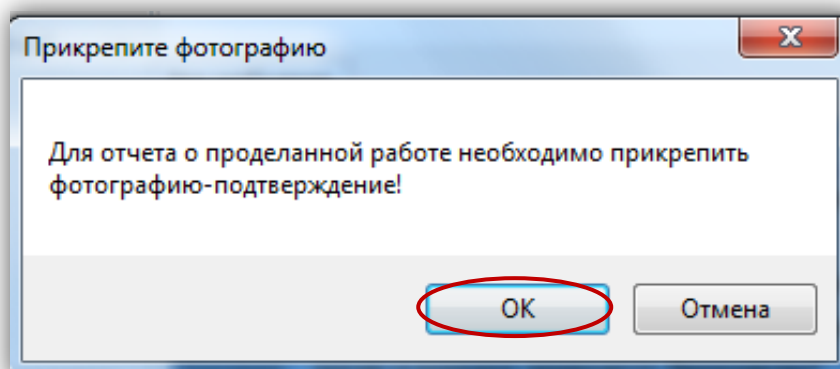 Прикрепите фотографию
Для отчета о проделанной работе необходимо прикрепить
фотографию-подтверждение!
OK
Отмена